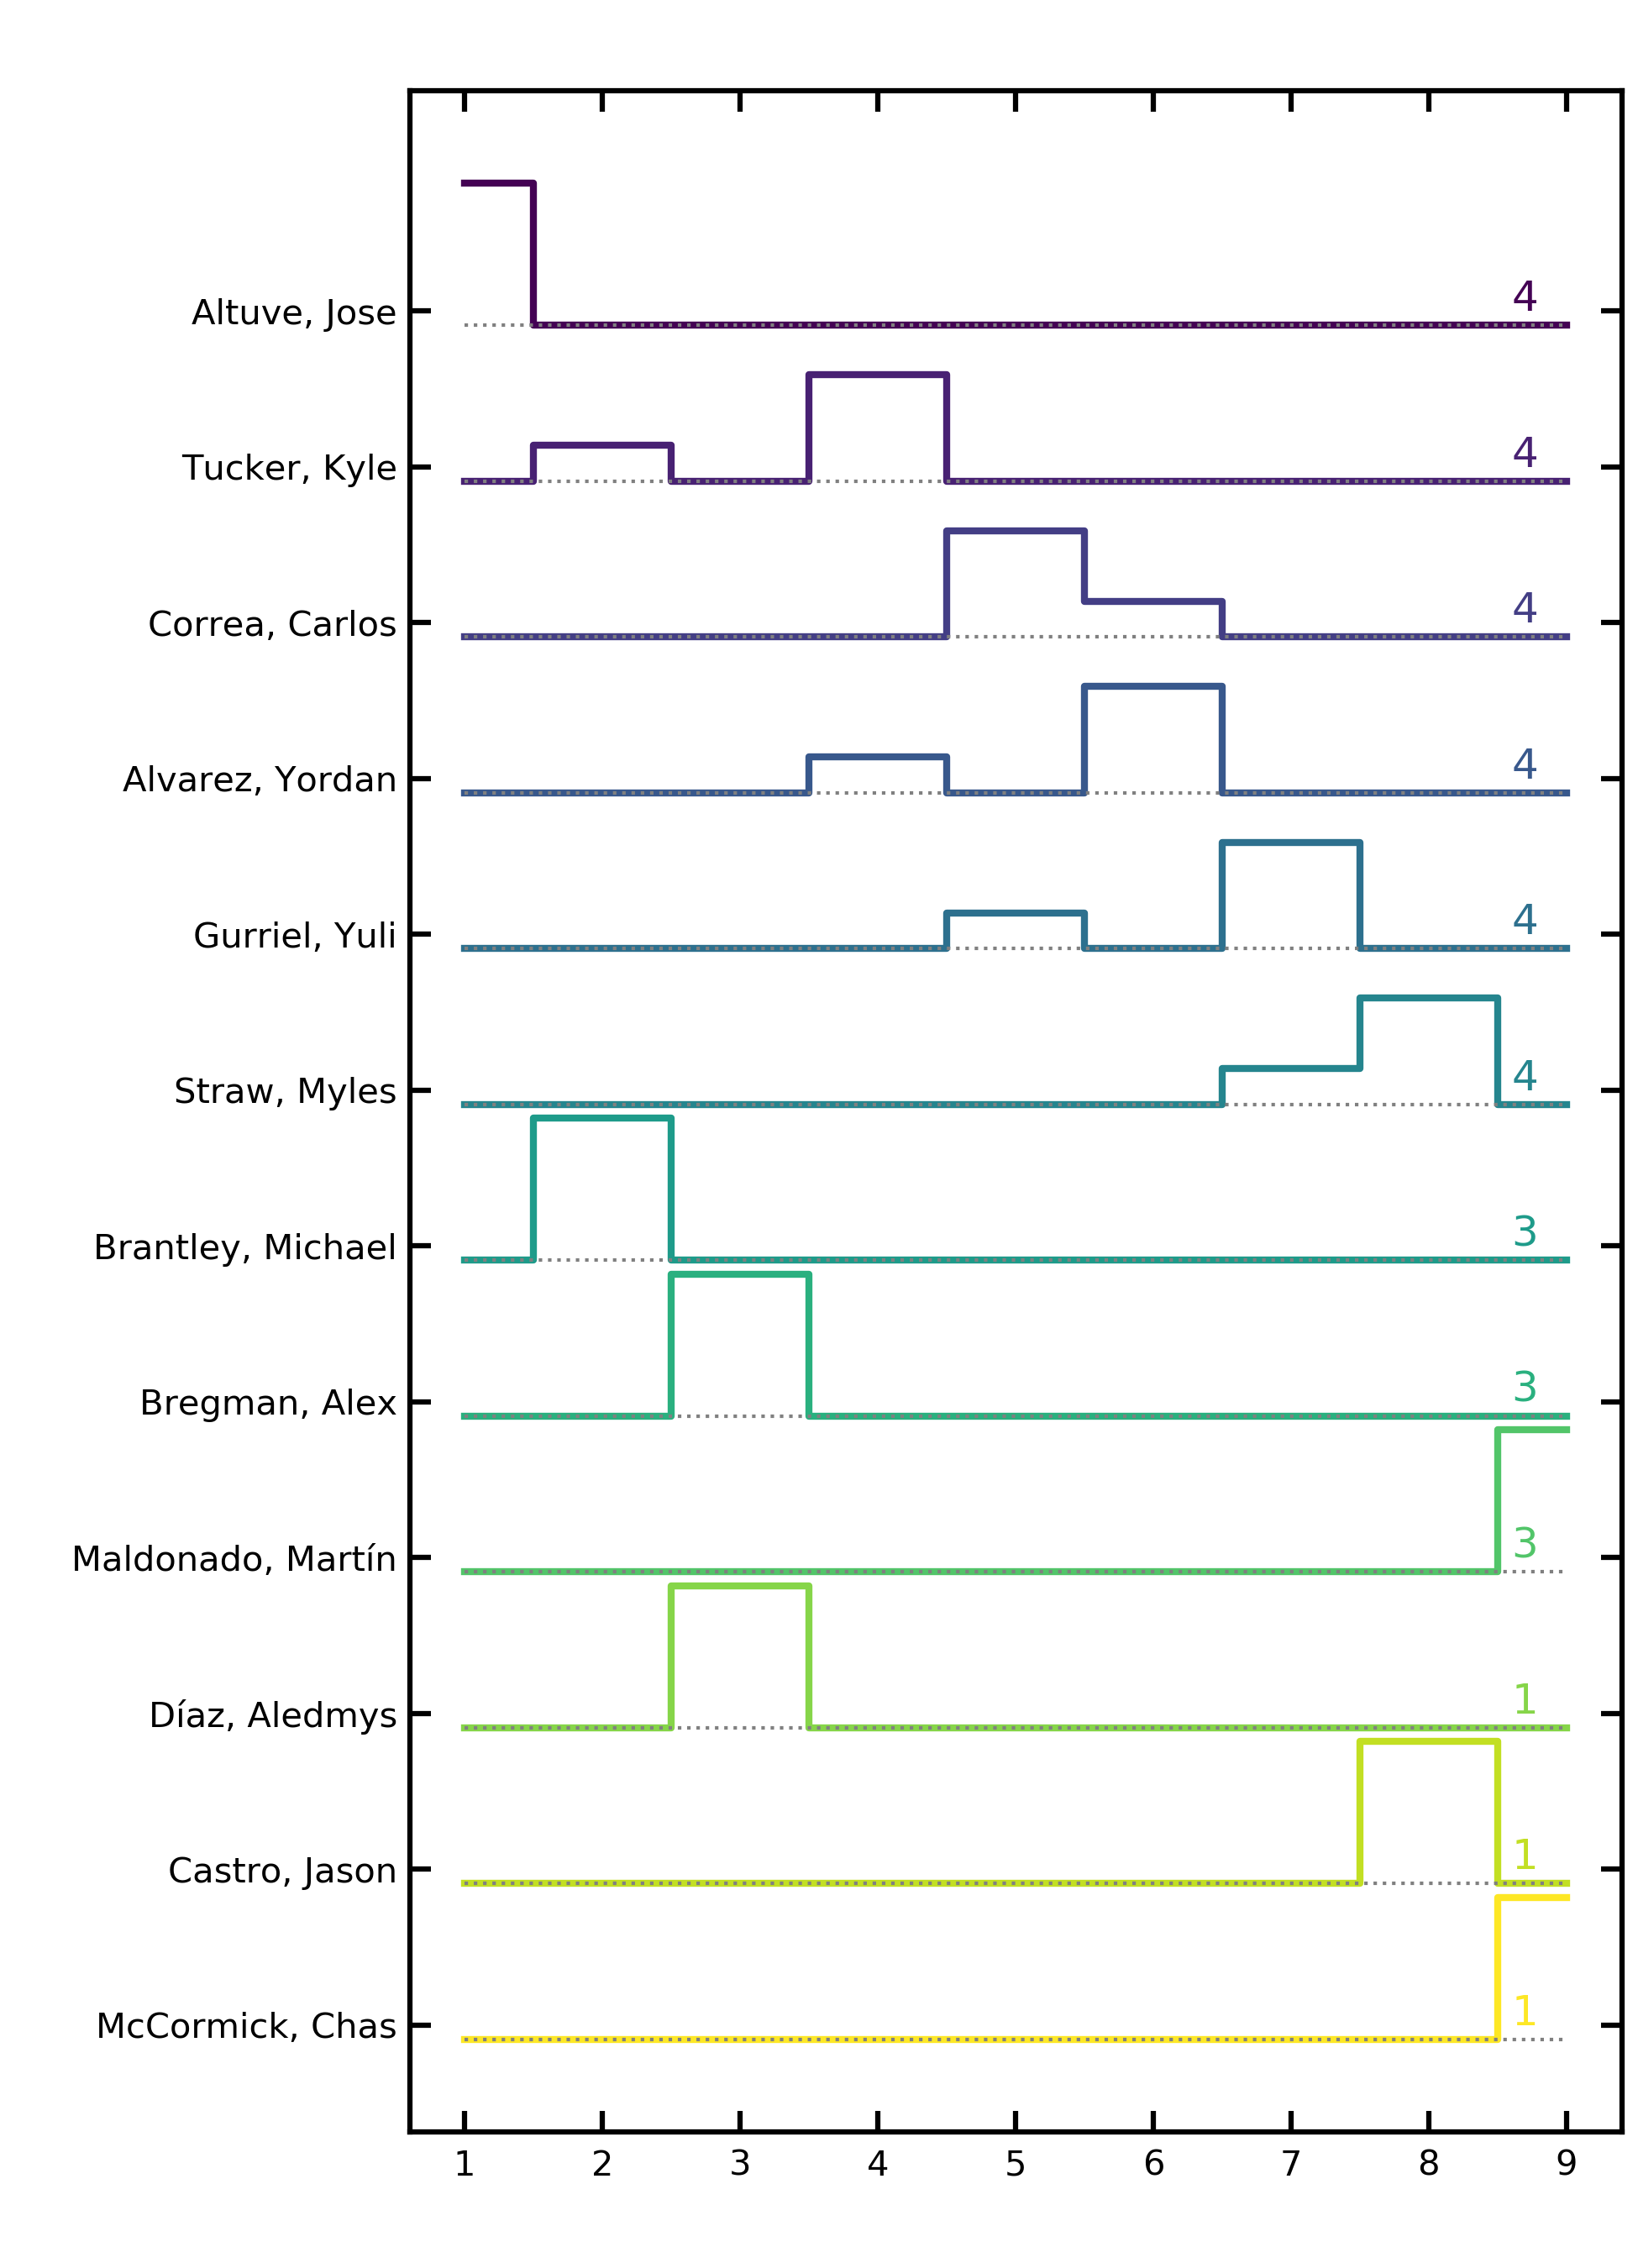 Altuve, Jose 4
Tucker, Kyle 4
Correa, Carlos 4
Alvarez, Yordan 4
Gurriel, Yuli 4
Straw, Myles 4
Brantley, Michael 3
Bregman, Alex 3
Maldonado, Martín 3
Díaz, Aledmys 1
Castro, Jason 1
McCormick, Chas 1
1 2 3 4 5 6 7 8 9